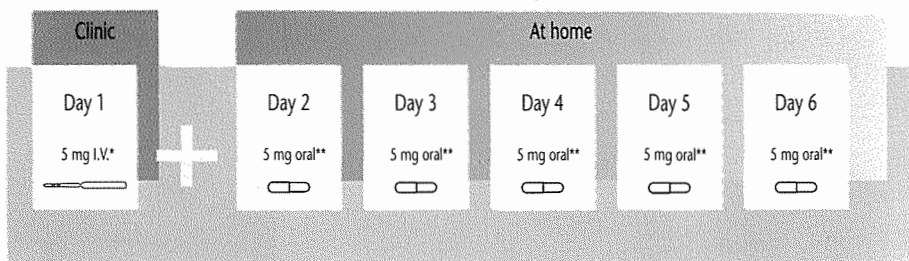 Clinic
At home
Day 1
5 mg I.V.*
Day 2
5 mg oral**
Day 3
5 mg oral**
Day 4
5 mg oral**
Day 5
5 mg oral**
Day 6
5 mg oral**